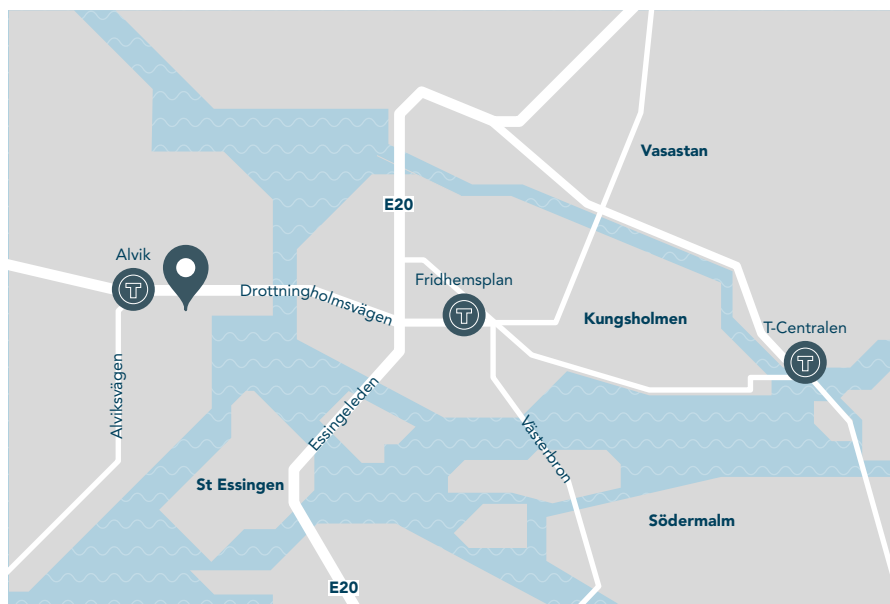 Vasastan
E20
Alvik
Fridhemsplan
Drottningholmsvägen
T
T
Kungsholmen
T-Centralen
T
Alviksvägen
Essingeleden
Västerbron
St Essingen
Södermalm
E20